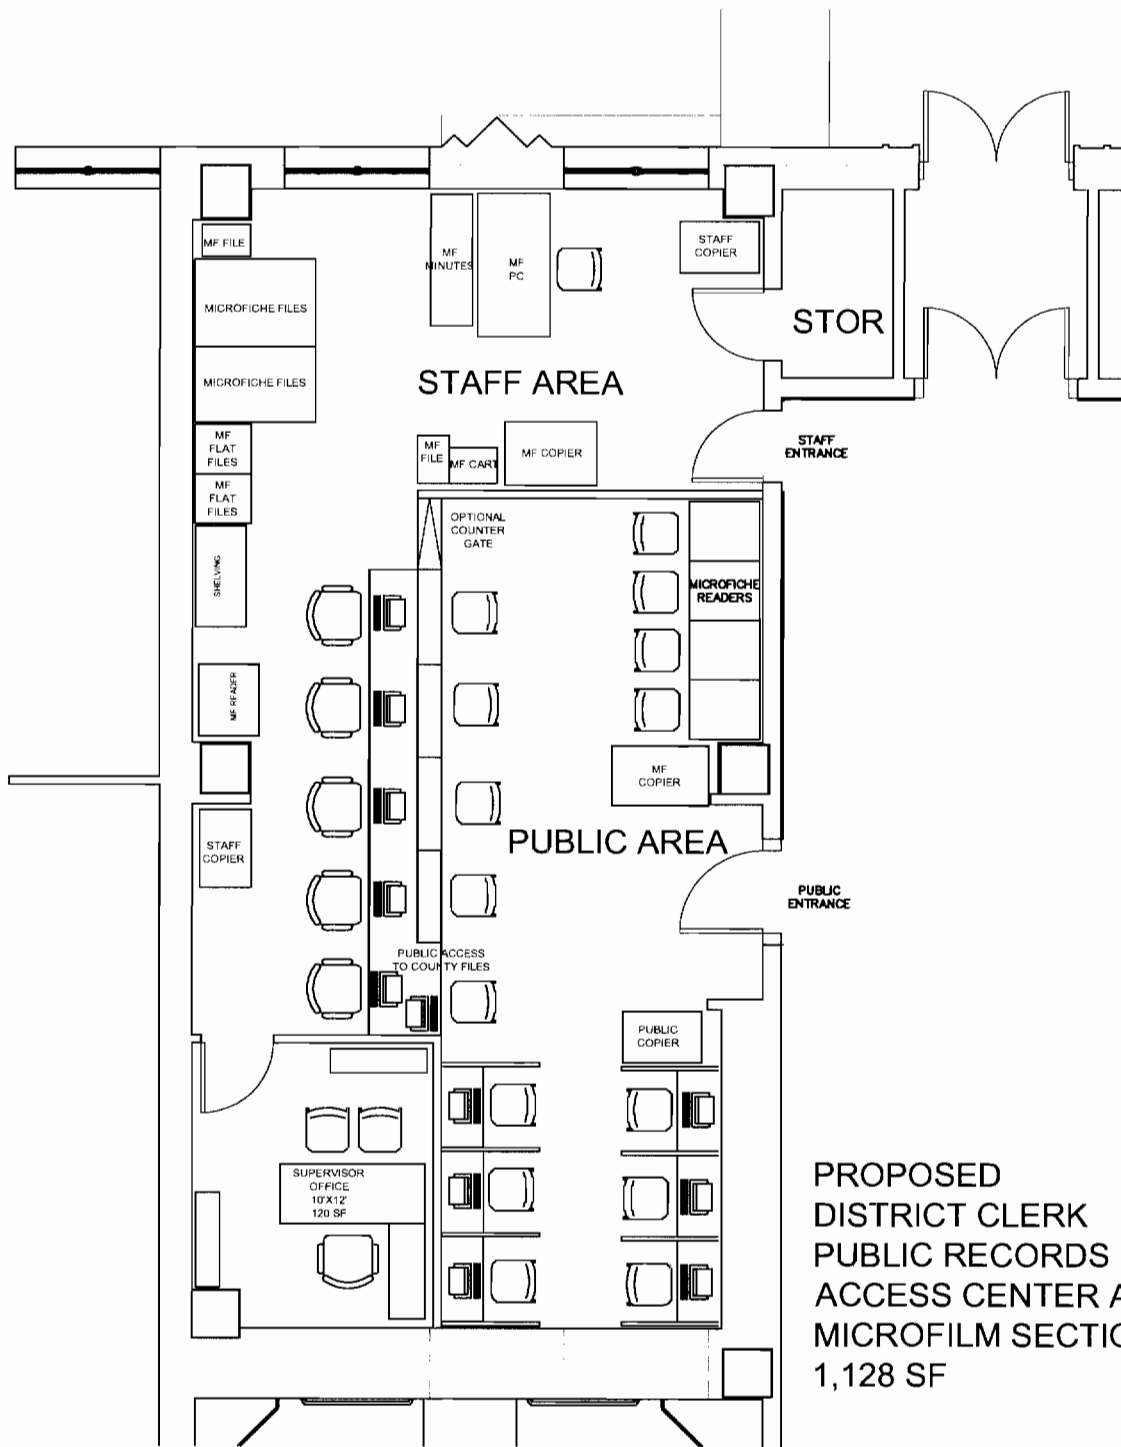 MF FILE
MICROFICHE FILES
MICROFICHE FILES
MF
FLAT
FILES
MF
FLAT
FILES
SHELVING
MF READER
STAFF
COPIER
MF
MINUTES
MF
PC
STAFF
COPIER
STOR
STAFF AREA
MF
FILE
MF CART
MF COPIER
STAFF
ENTRANCE
OPTIONAL
COUNTER
GATE
MICROFICHE
READERS
MF
COPIER
PUBLIC AREA
PUBLIC
ENTRANCE
PUBLIC ACCESS
TO COUNTY FILES
PUBLIC
COPIER
SUPERVISOR
OFFICE
10'X12'
120 SF
PROPOSED
DISTRICT CLERK
PUBLIC RECORDS
ACCESS CENTER A
MICROFILM SECTIO
1,128 SF